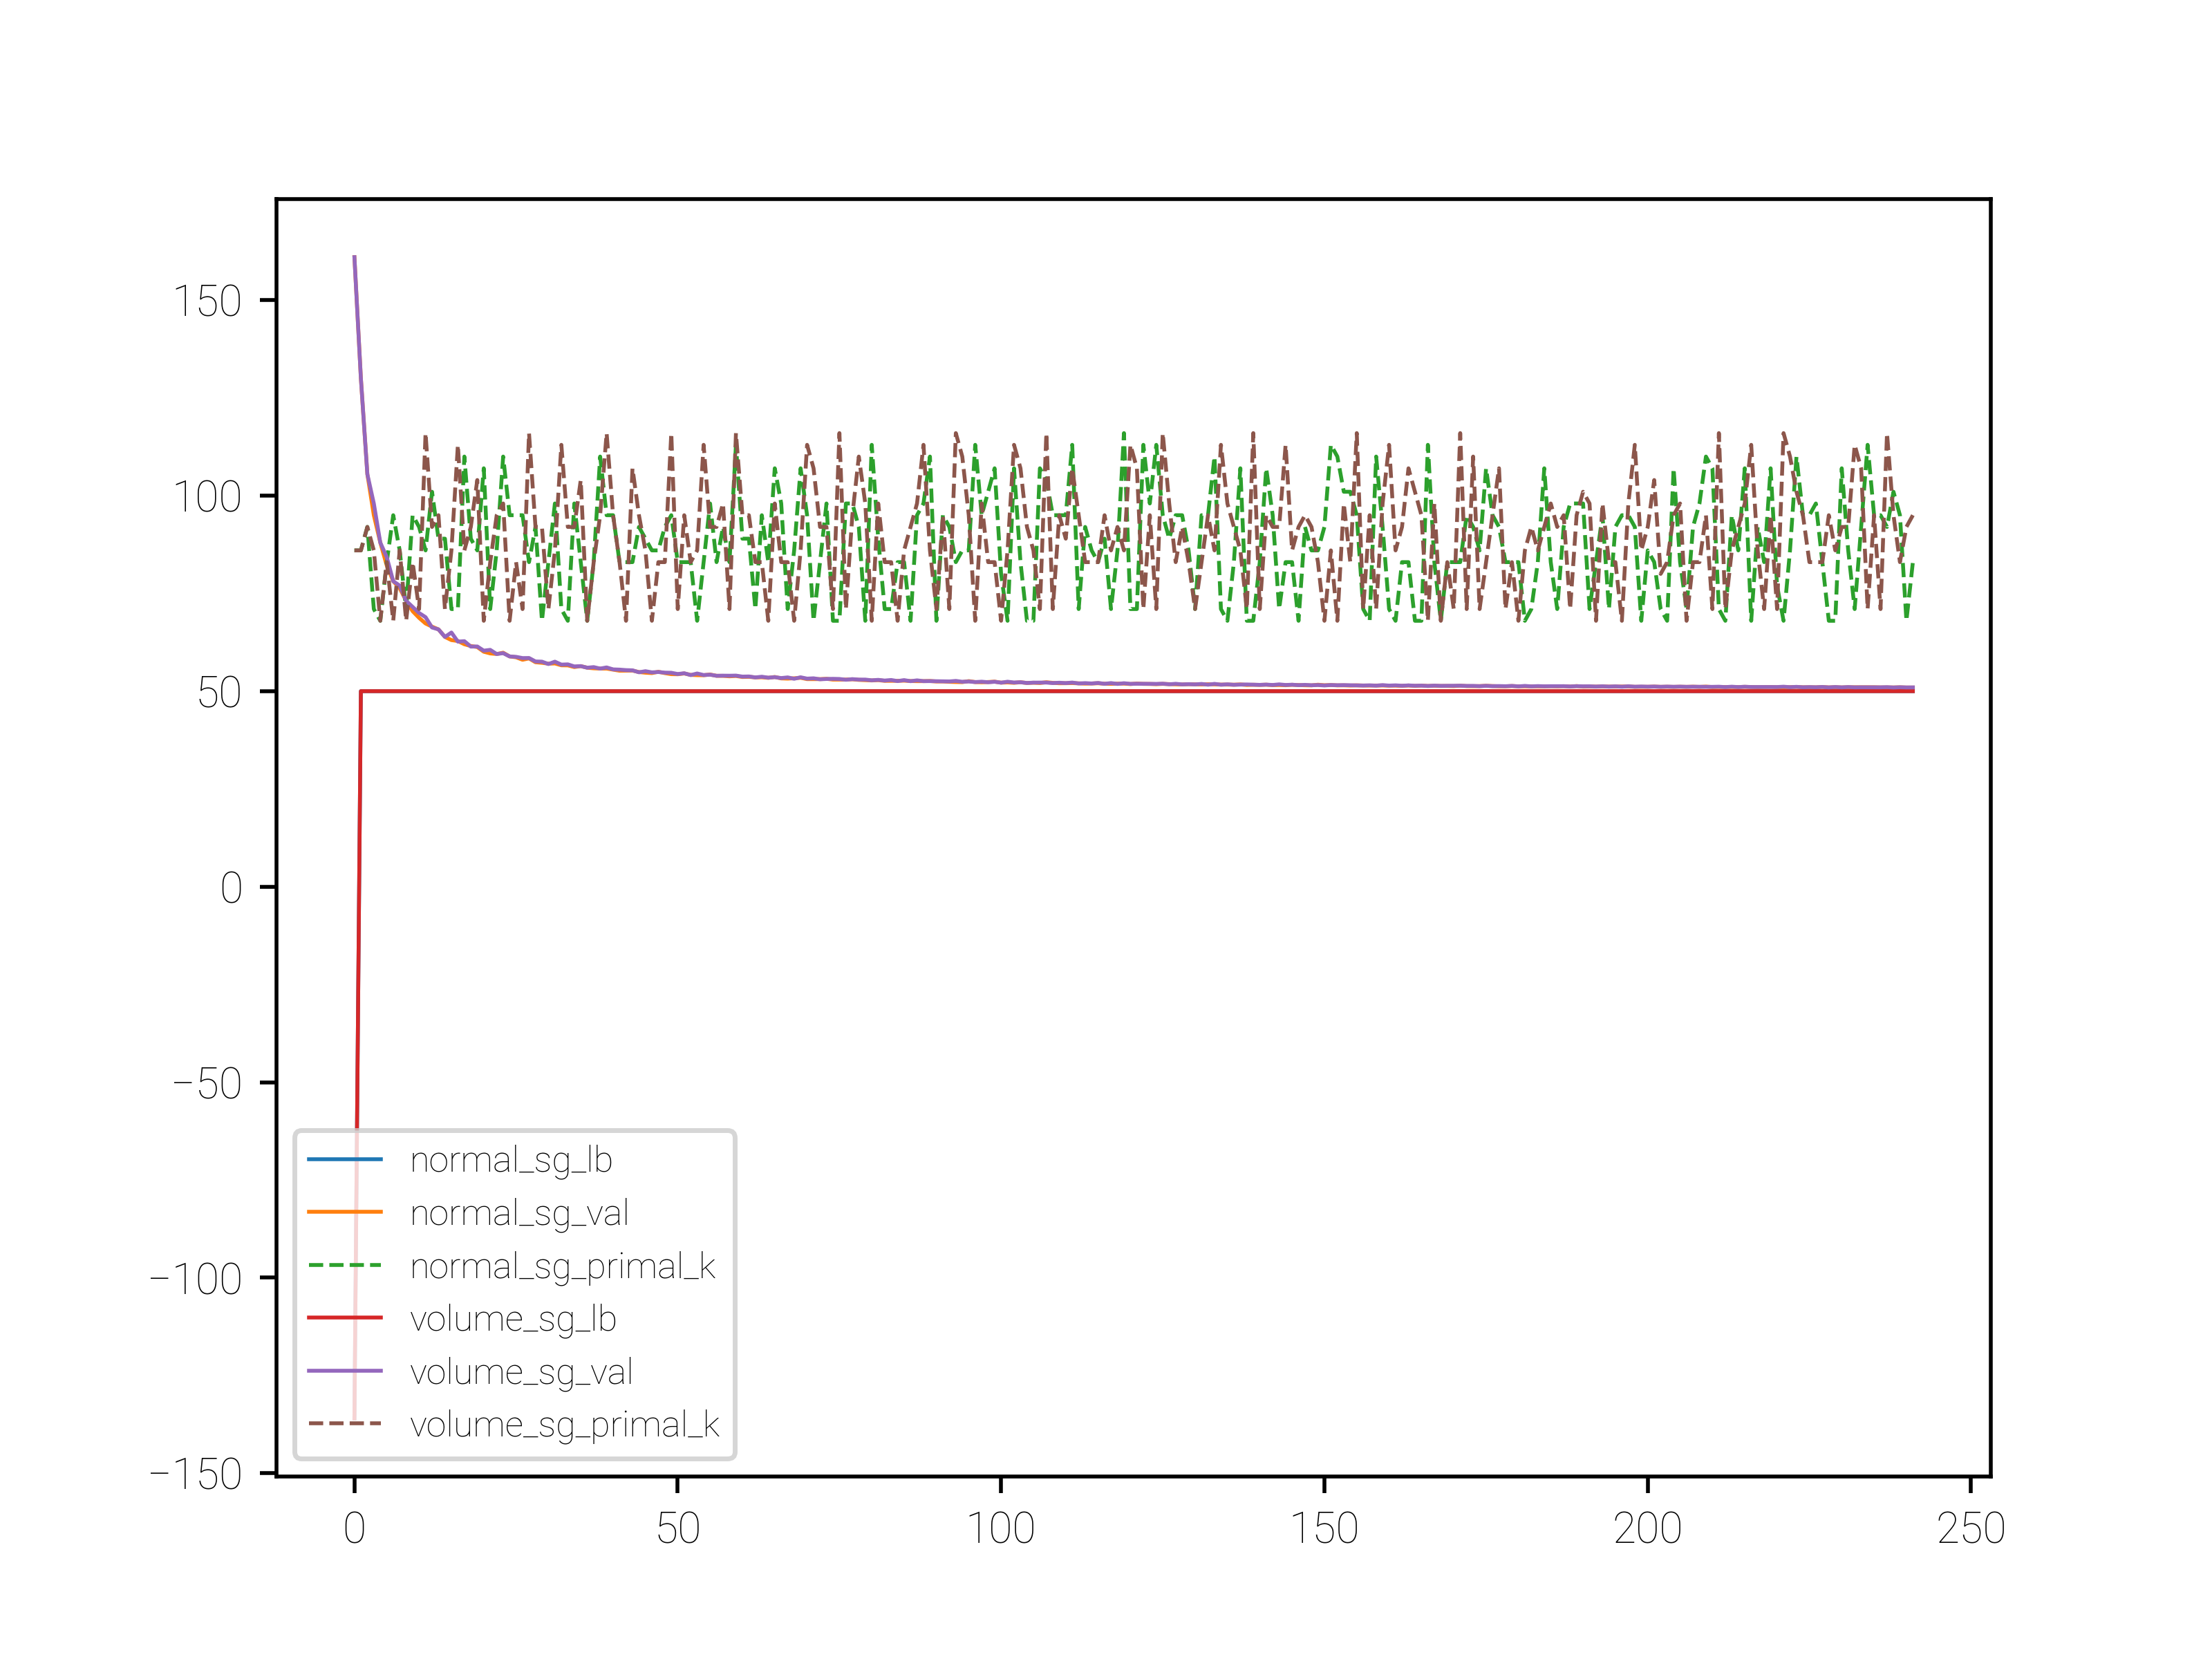 150
100
50
0
−50
−100
−150
normal_sg_lb
normal_sg_val
normal_sg_primal_k
volume_sg_lb
volume_sg_val
volume_sg_primal_k
0 50 100 150 200 250